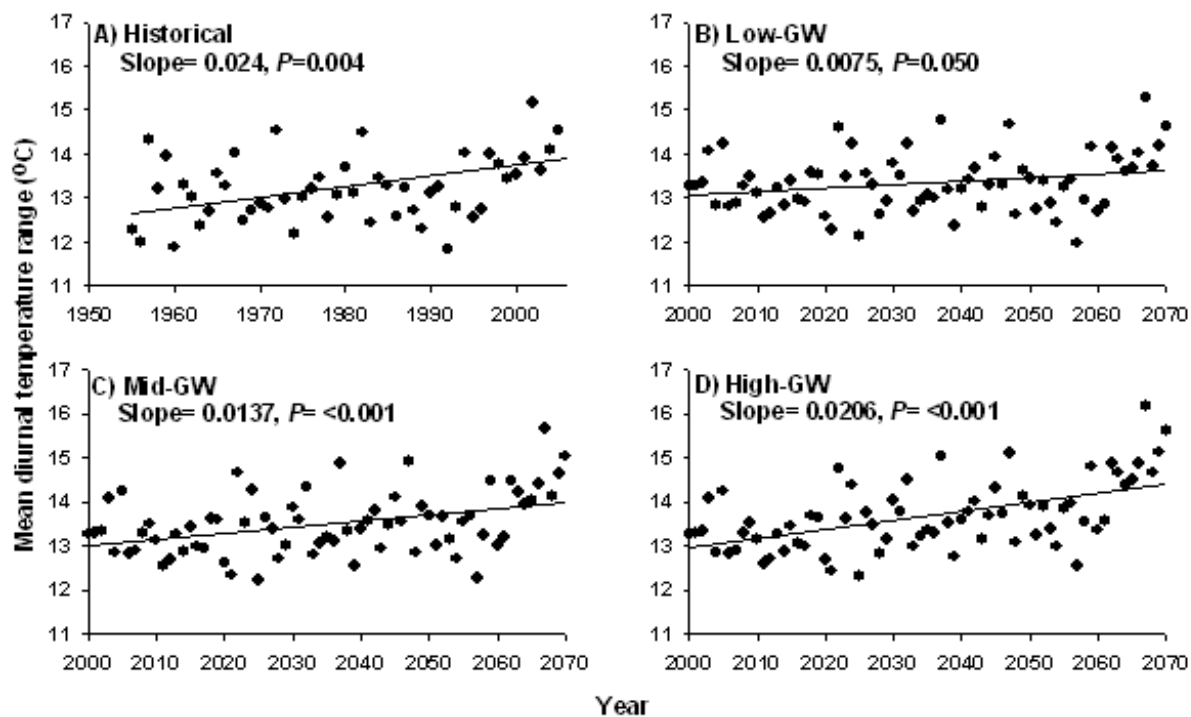 A) Historical
Slope= 0.024, P=0.004
17
16
15
14
13
12
11
1950 1960 1970 1980 1990 2000
B) Low-GW
Slope= 0.0075, P=0.050
17
16
15
14
13
12
11
2000 2010 2020 2030 2040 2050 2060 2070
Mean diurnal temperature range (⁰C)
C) Mid-GW
Slope= 0.0137, P= <0.001
17
16
15
14
13
12
11
2000 2010 2020 2030 2040 2050 2060 2070
D) High-GW
Slope= 0.0206, P= <0.001
17
16
15
14
13
12
11
2000 2010 2020 2030 2040 2050 2060 2070
Year